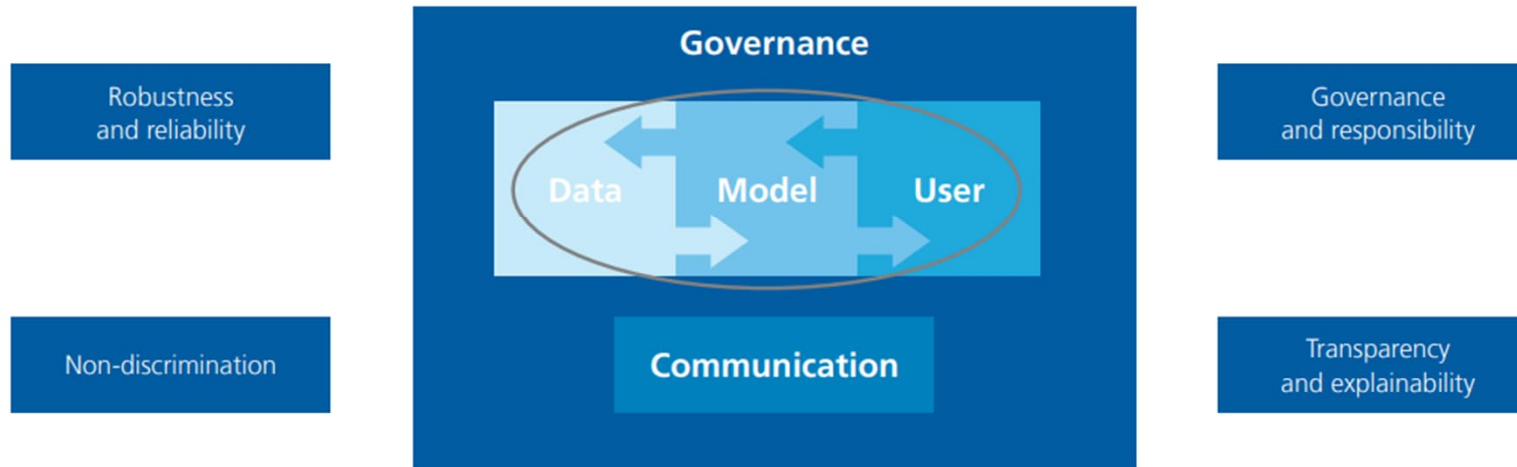 Governance
Robustness
and reliability
Governance
and responsibility
Data
Model
User
Non-discrimination
Communication
Transparency
and explainability